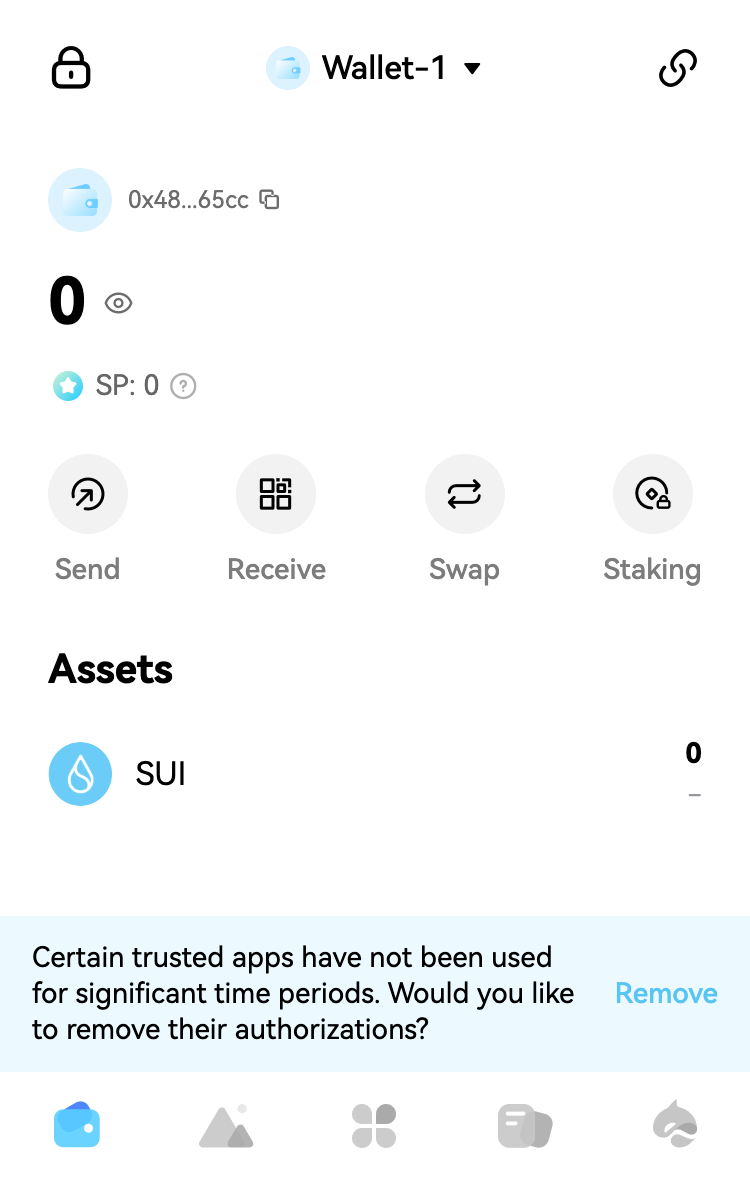 Wallet-1
0x48...65cc
0
SP: 0
Send Receive Swap Staking
Assets
SUI
0
–
Certain trusted apps have not been used
for significant time periods. Would you like
to remove their authorizations?
Remove